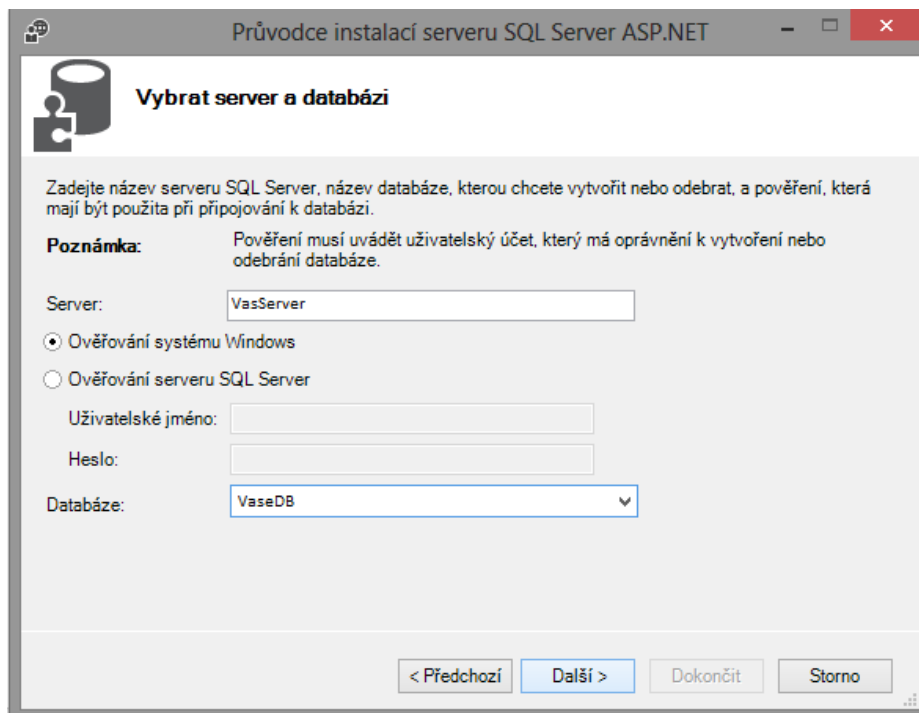 Průvodce instalací serveru SQL Server ASP.NET
Vybrat server a databázi
Zadejte název serveru SQL Server, název databáze, kterou chcete vytvořit nebo odebrat, a pověření, která
mají být použita při připojování k databázi.
Poznámka: Pověření musí uvádět uživatelský účet, který má oprávnění k vytvoření nebo
odebrání databáze.
Server: VasServer
Ověřování systému Windows
Ověřování serveru SQL Server
Uživatelské jméno:
Heslo:
Databáze: VaseDB
< Předchozí Další > Dokončit Storno